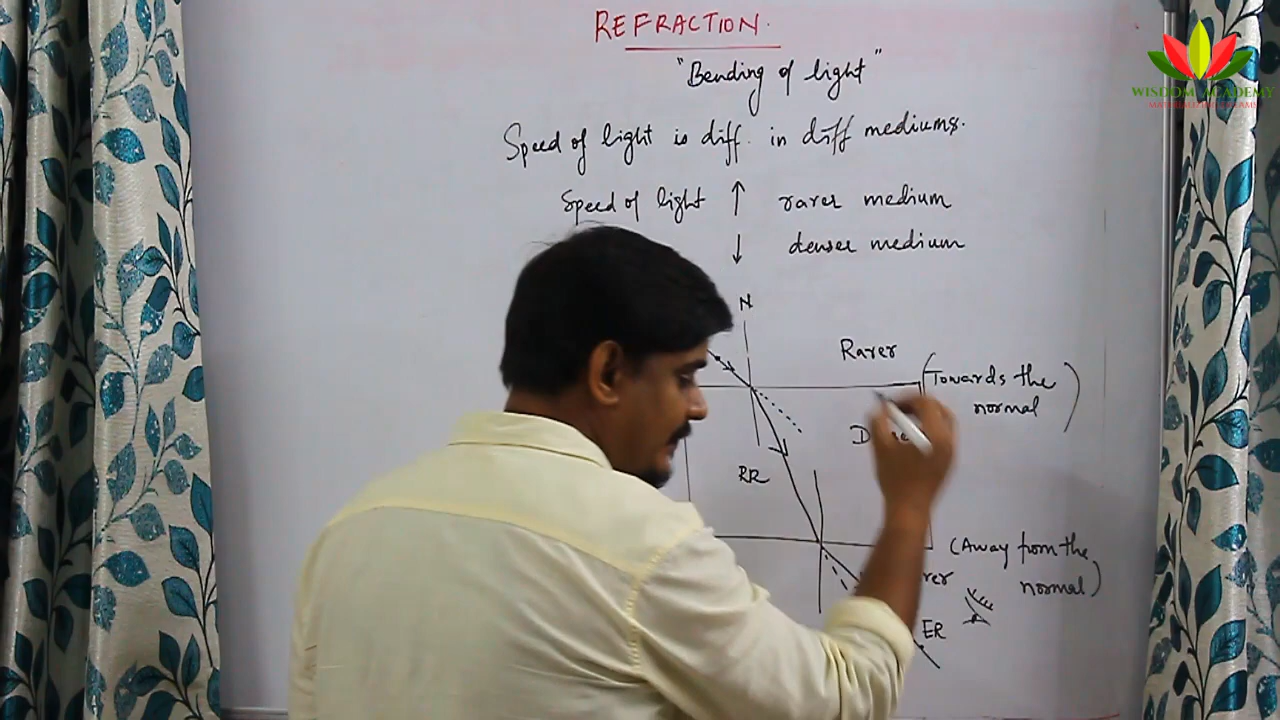 REFRACTION.
"Bending of light"
WISDOM ACADEMY
Speed of light is diff. in diff mediums.
Speed of light ↑ rarer medium
↓ denser medium
N
Rarer
(Towards the
normal)
RR
(Away from the
normal)
ER